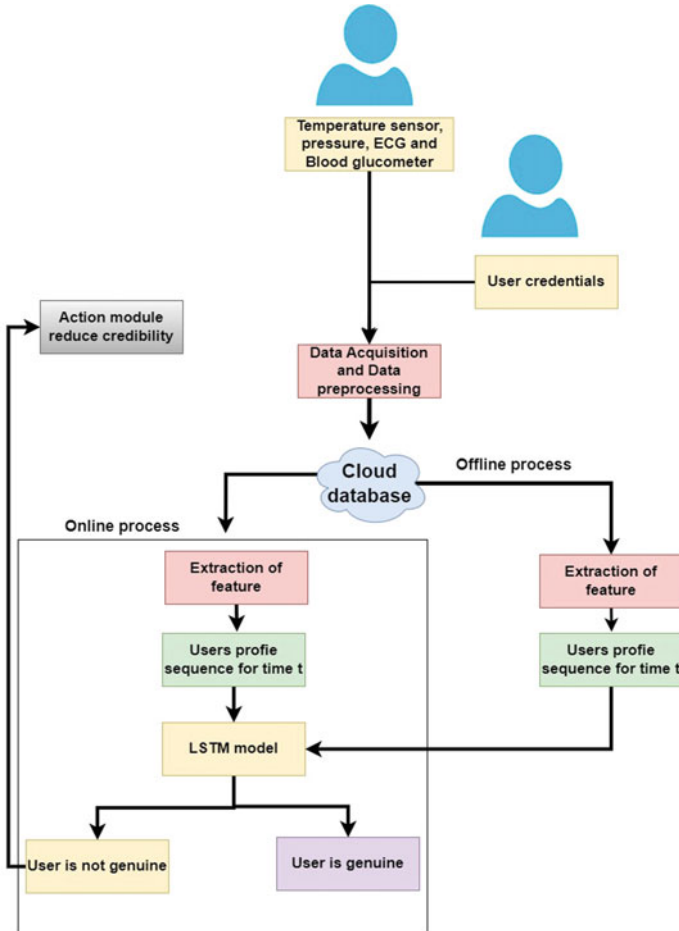 Temperature sensor,
pressure, ECG and
Blood glucometer
User credentials
Action module
reduce credibility
Data Acquisition
and Data
preprocessing
Cloud
database
Offline process
Online process
Extraction of
feature
Extraction of
feature
Users profie
sequence for time t
Users profie
sequence for time t
LSTM model
User is not genuine
User is genuine